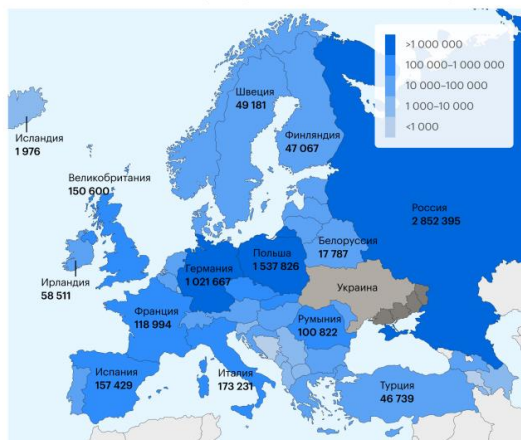 >1 000 000
100 000–1 000 000
10 000–100 000
1 000–10 000
<1 000
Исландия
1 976
Швеция
49 181
Финляндия
47 067
Великобритания
150 600
Россия
2 852 395
Ирландия
58 511
Германия
1 021 667
Польша
1 537 826
Белоруссия
17 787
Украина
Франция
118 994
Румыния
100 822
Испания
157 429
Италия
173 231
Турция
46 739